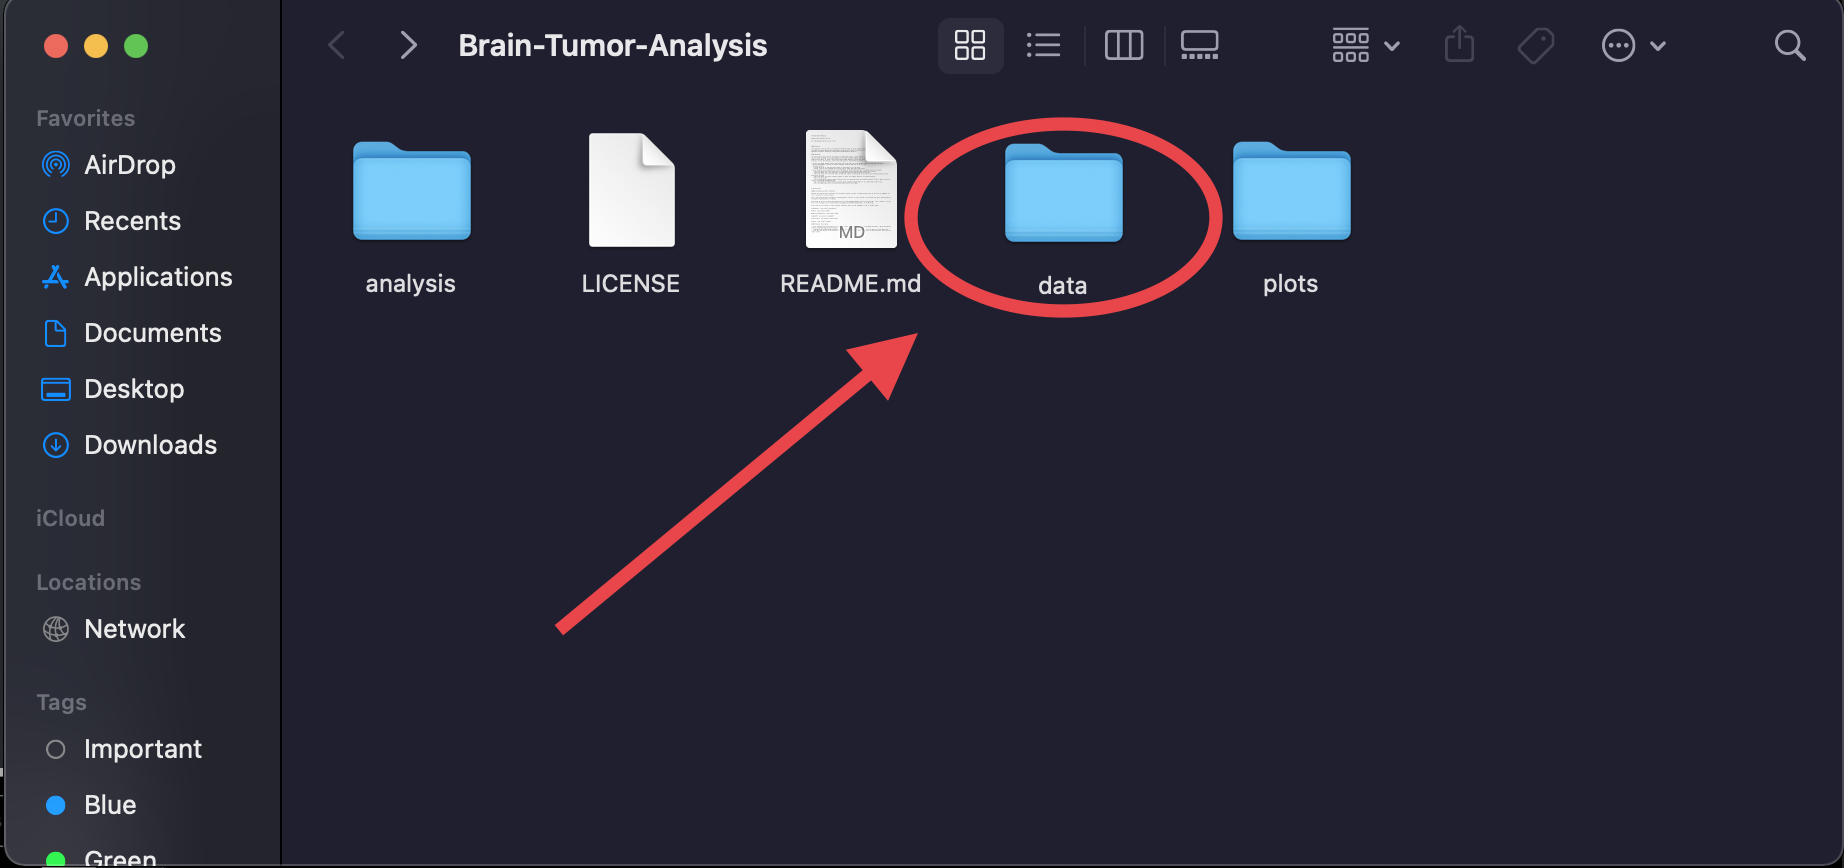 Brain-Tumor-Analysis
Favorites
AirDrop
Recents
Applications
Documents
Desktop
Downloads
iCloud
Locations
Network
Tags
Important
Blue
Green
analysis
LICENSE
MD
README.md
data
plots